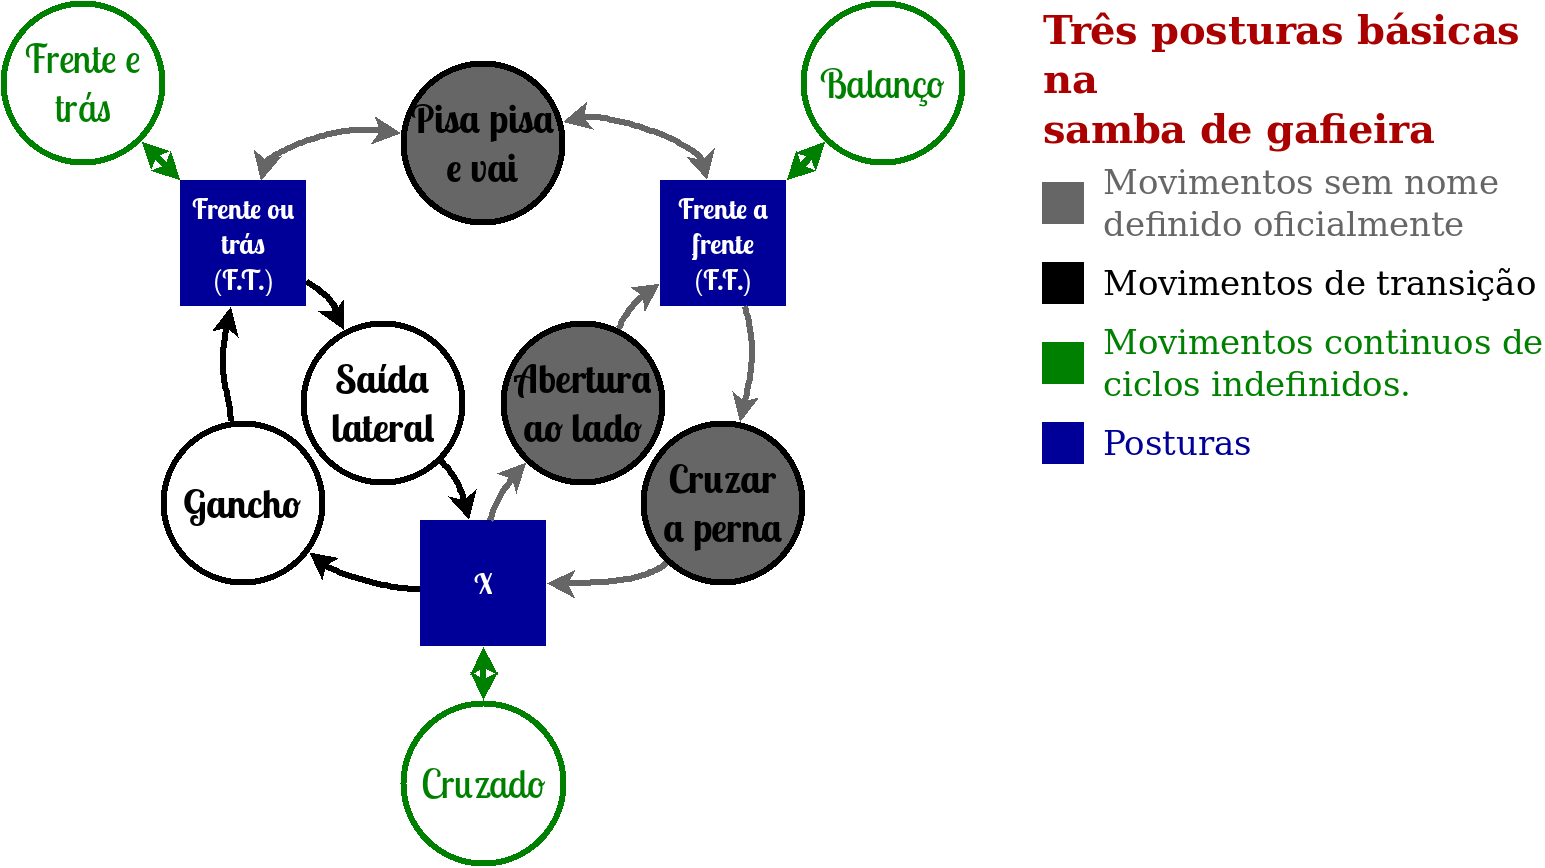 Frente e
trás
Pisa pisa
e vai
Balanço
Frente ou
trás
(F.T.)
Frente a
frente
(F.F.)
Saída
lateral
Abertura
ao lado
Gancho
Cruzar
a perna
X
Cruzado
Três posturas básicas
na
samba de gafieira
Movimentos sem nome
definido oficialmente
Movimentos de transição
Movimentos continuos de
ciclos indefinidos.
Posturas